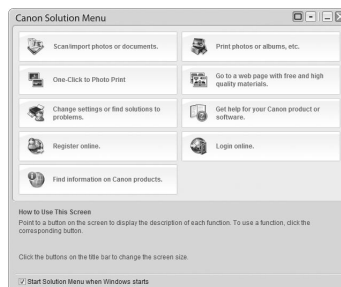 Canon Solution Menu
Scan/Import photos or documents.
Print photos or albums, etc.
One-Click to Photo Print
Go to a web page with free and high
quality materials.
Change settings or find solutions to
problems.
Get help for your Canon product or
software.
Register online.
Login online.
Find information on Canon products.
How to Use This Screen
Point to a button on the screen to display the description of each function. To use a function, click the
corresponding button.
Click the buttons on the title bar to change the screen size.
Start Solution Menu when Windows starts